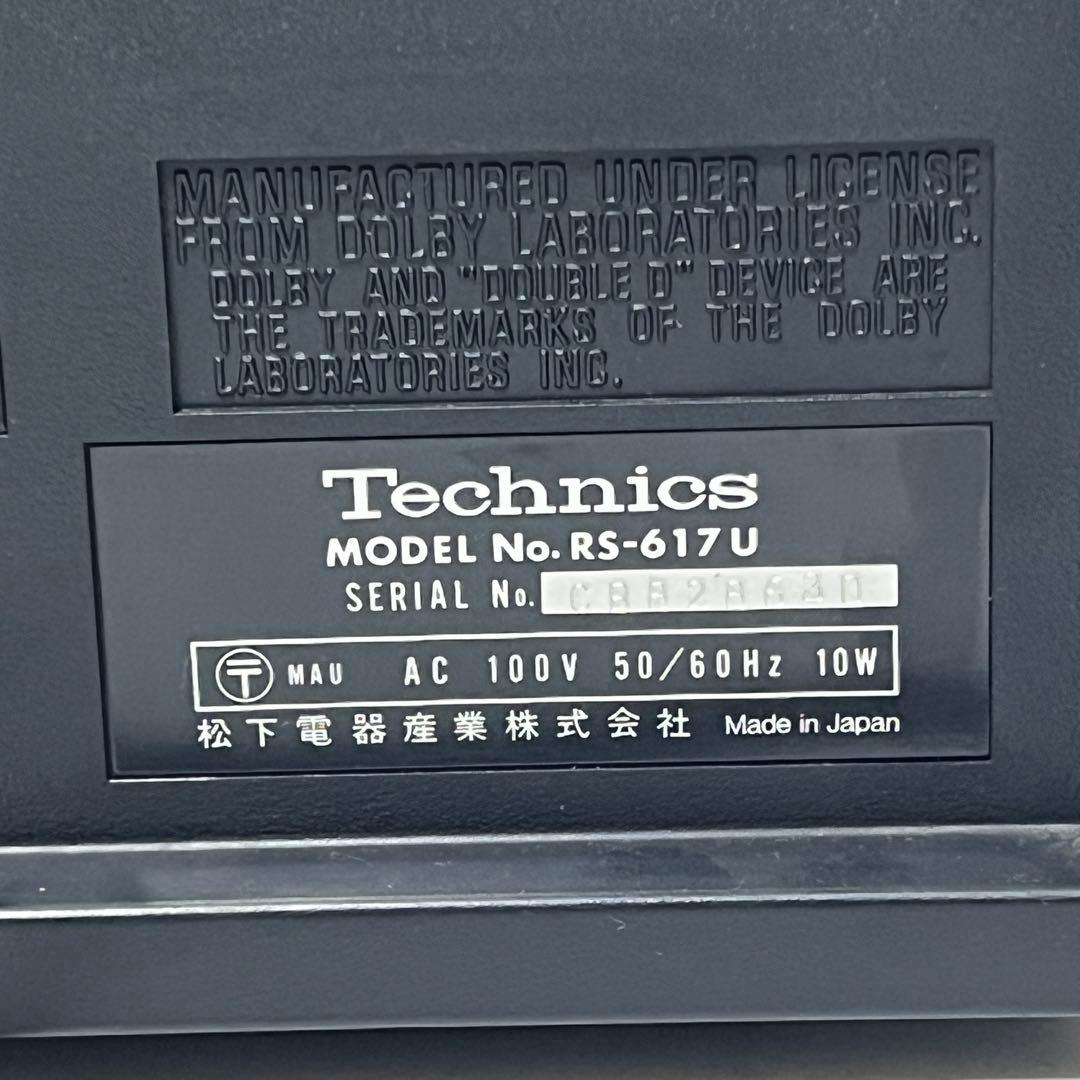 MANUFACTURED UNDER LICENSE
FROM DOLBY LABORATORIES INC.
DOLBY AND "DOUBLE D" DEVICE ARE
THE TRADEMARKS OF THE DOLBY
LABORATORIES INC.
Technics
MODEL No. RS-617U
SERIAL No.
〒 MAU AC 100V 50/60Hz 10W
松下電器産業株式会社 Made in Japan